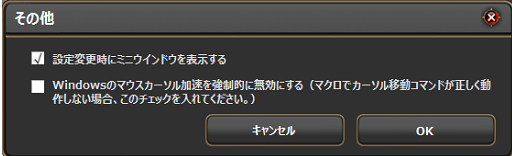 その他
設定変更時にミニウインドウを表示する
Windowsのマウスカーソル加速を強制的に無効にする（マクロでカーソル移動コマンドが正しく動
作しない場合、このチェックを入れてください。）
キャンセル
OK